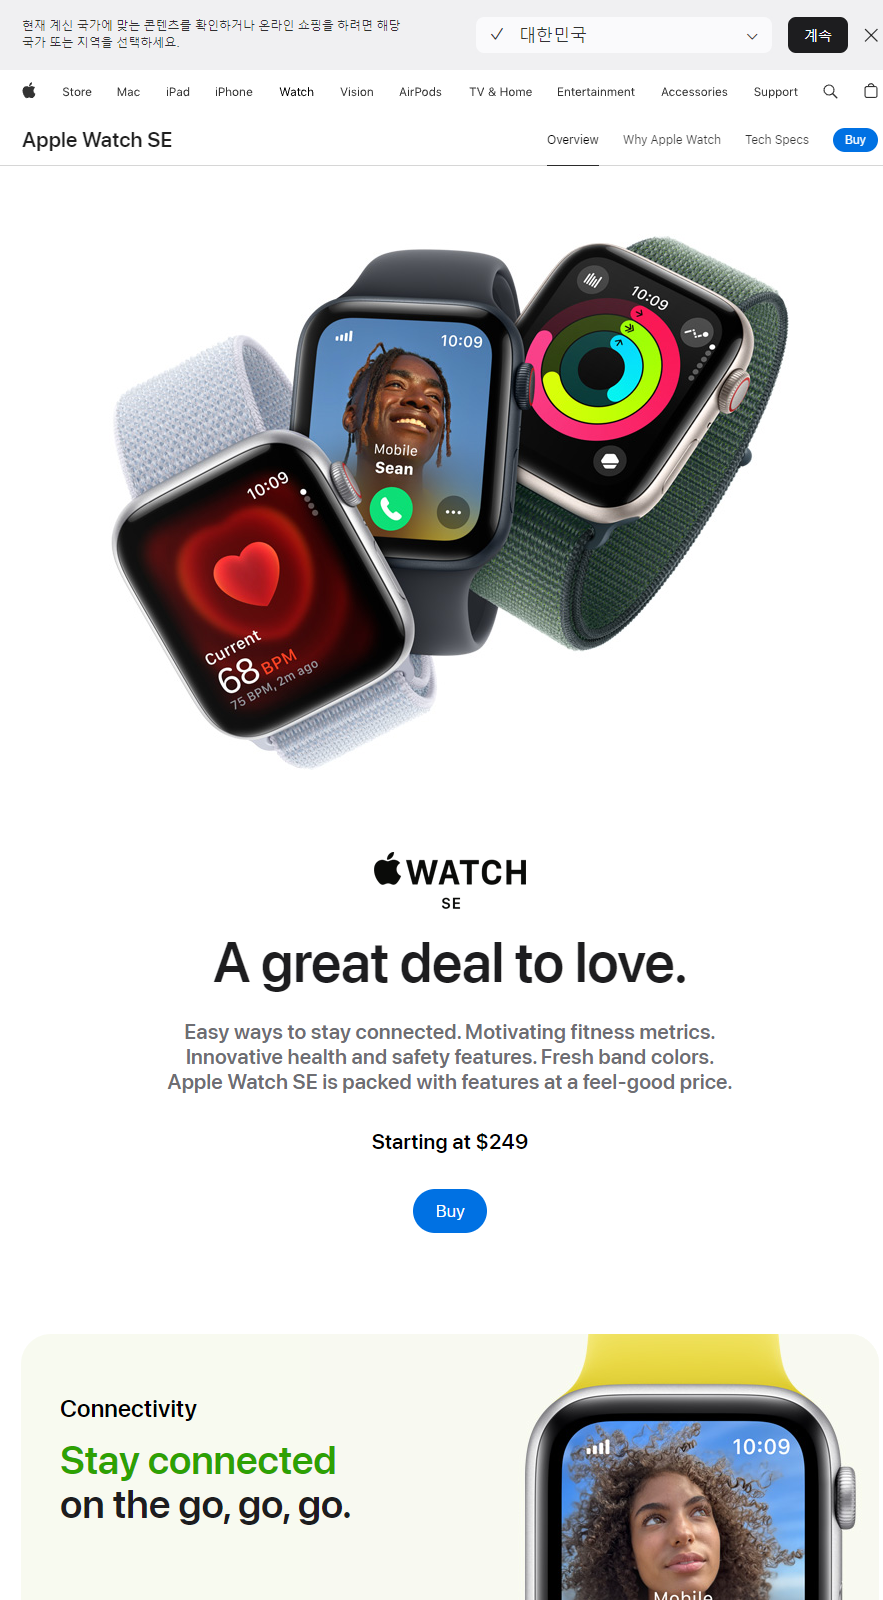 현재 계신 국가에 맞는 콘텐츠를 확인하거나 온라인 쇼핑을 하려면 해당
국가 또는 지역을 선택하세요.
대한민국
계속
Store Mac iPad iPhone Watch Vision AirPods TV & Home Entertainment Accessories Support
Apple Watch SE
Overview Why Apple Watch Tech Specs Buy
10:09
Mobile
Sean
10:09
10:09
Current
68 BPM
75 BPM, 2m ago
WATCH
SE
A great deal to love.
Easy ways to stay connected. Motivating fitness metrics.
Innovative health and safety features. Fresh band colors.
Apple Watch SE is packed with features at a feel-good price.
Starting at $249
Buy
Connectivity
Stay connected
on the go, go, go.
10:09
Mobile